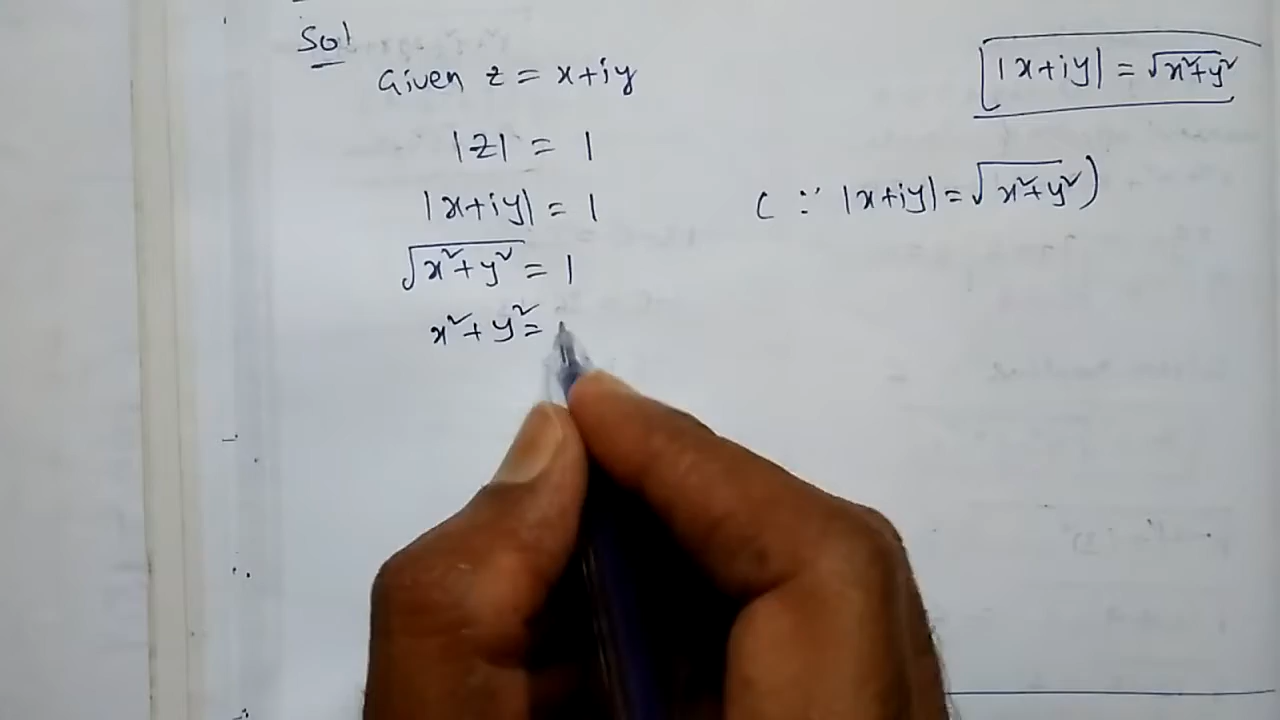 Sol
Given z = x+iy
|x+iy| = √x²+y²
|z| = 1
|x+iy| = 1
(∵ |x+iy| = √x²+y²)
√x²+y² = 1
x²+y² =